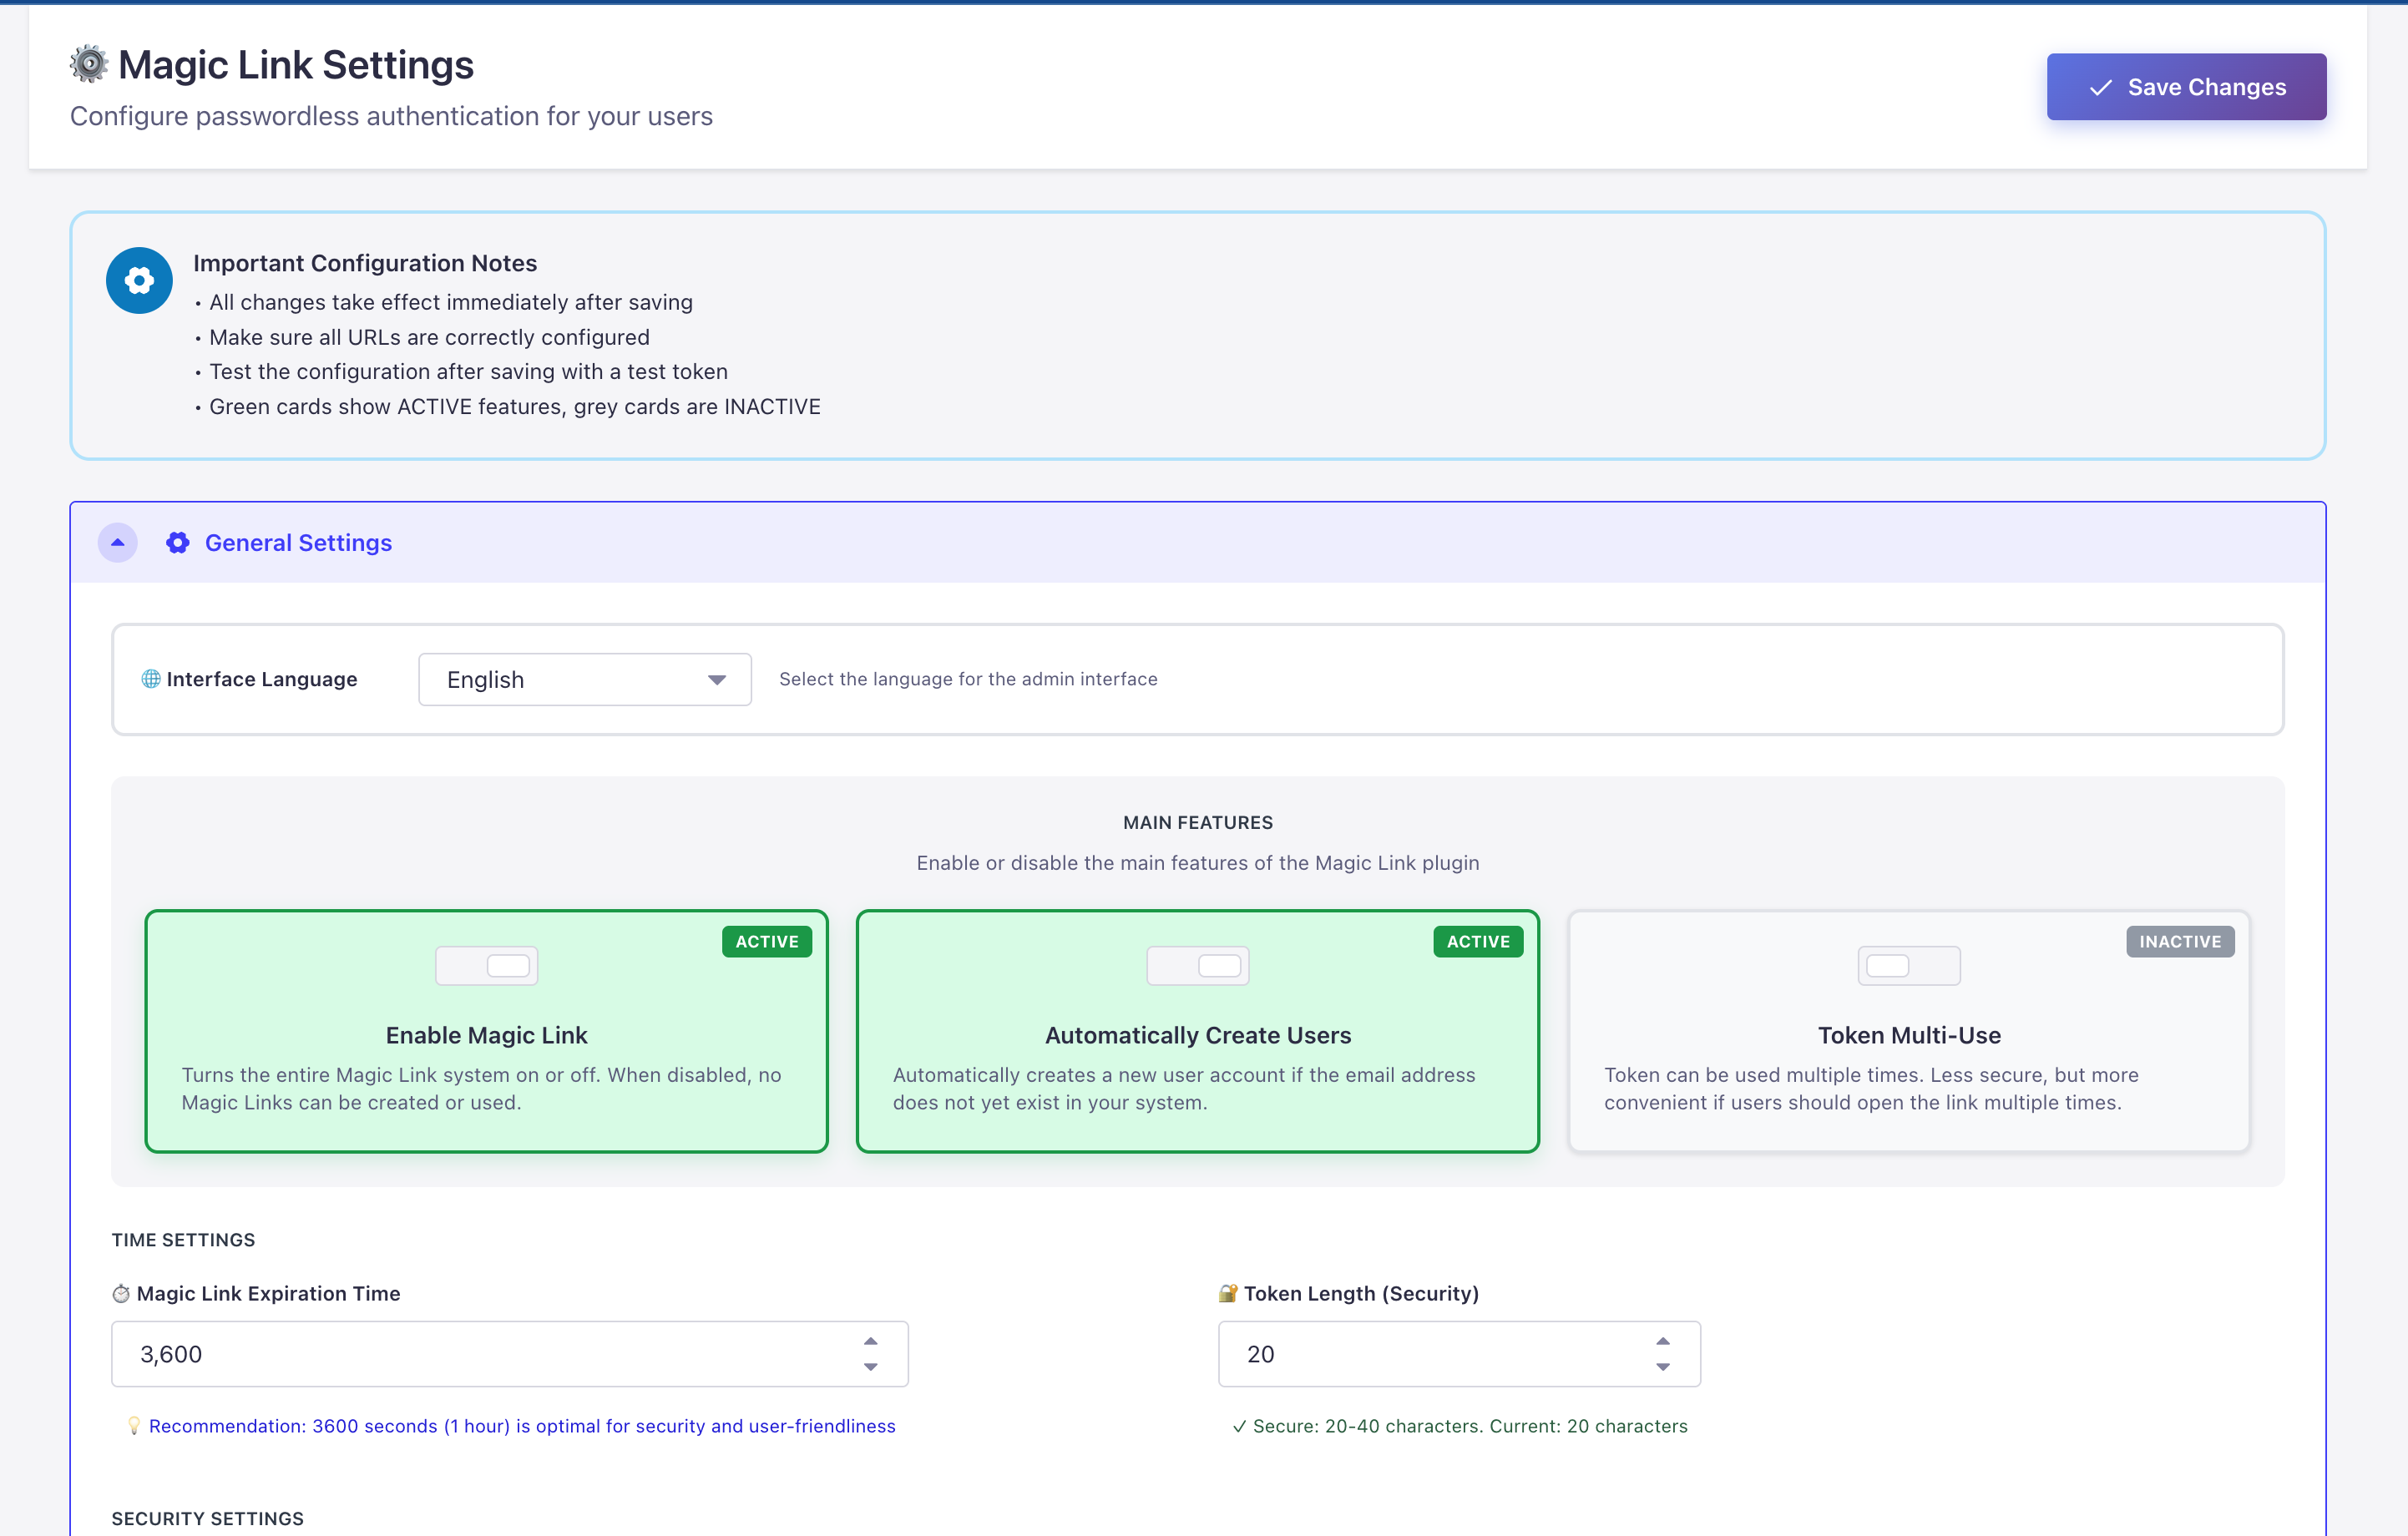 Magic Link Settings
Configure passwordless authentication for your users
Save Changes
Important Configuration Notes
• All changes take effect immediately after saving
• Make sure all URLs are correctly configured
• Test the configuration after saving with a test token
• Green cards show ACTIVE features, grey cards are INACTIVE
General Settings
Interface Language
English
Select the language for the admin interface
MAIN FEATURES
Enable or disable the main features of the Magic Link plugin
ACTIVE
Enable Magic Link
Turns the entire Magic Link system on or off. When disabled, no
Magic Links can be created or used.
ACTIVE
Automatically Create Users
Automatically creates a new user account if the email address
does not yet exist in your system.
INACTIVE
Token Multi-Use
Token can be used multiple times. Less secure, but more
convenient if users should open the link multiple times.
TIME SETTINGS
Magic Link Expiration Time
3,600
Recommendation: 3600 seconds (1 hour) is optimal for security and user-friendliness
Token Length (Security)
20
✓ Secure: 20-40 characters. Current: 20 characters
SECURITY SETTINGS